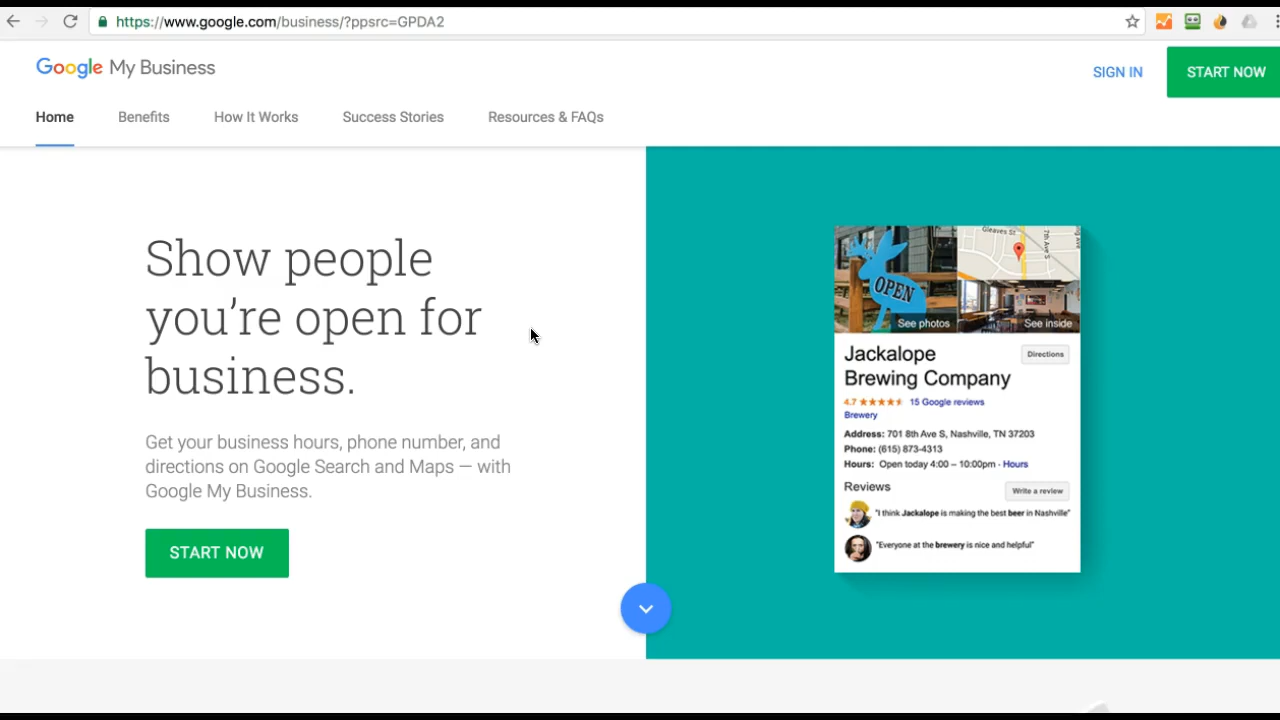 https://www.google.com/business/?ppsrc=GPDA2
Google My Business
SIGN IN
START NOW
Home
Benefits
How It Works
Success Stories
Resources & FAQs
Show people
you’re open for
business.
Get your business hours, phone number, and
directions on Google Search and Maps — with
Google My Business.
START NOW
OPEN
See photos
Gleaves St
7th Ave S
See inside
Jackalope
Brewing Company
Directions
4.7
15 Google reviews
Brewery
Address: 701 8th Ave S, Nashville, TN 37203
Phone: (615) 873-4313
Hours: Open today 4:00 – 10:00pm · Hours
Reviews
Write a review
"I think Jackalope is making the best beer in Nashville"
"Everyone at the brewery is nice and helpful"